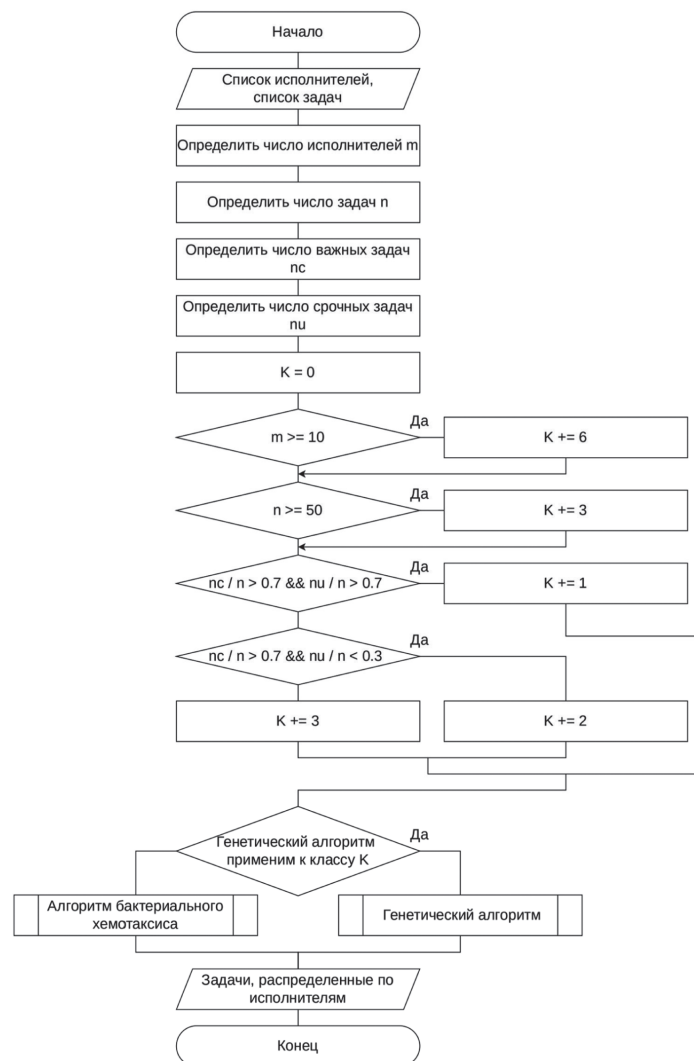 Начало
Список исполнителей,
список задач
Определить число исполнителей m
Определить число задач n
Определить число важных задач
nc
Определить число срочных задач
nu
K = 0
m >= 10
Да
K += 6
n >= 50
Да
K += 3
nc / n > 0.7 && nu / n > 0.7
Да
K += 1
nc / n > 0.7 && nu / n < 0.3
Да
K += 3
K += 2
Генетический алгоритм
применим к классу K
Да
Алгоритм бактериального
хемотаксиса
Генетический алгоритм
Задачи, распределенные по
исполнителям
Конец